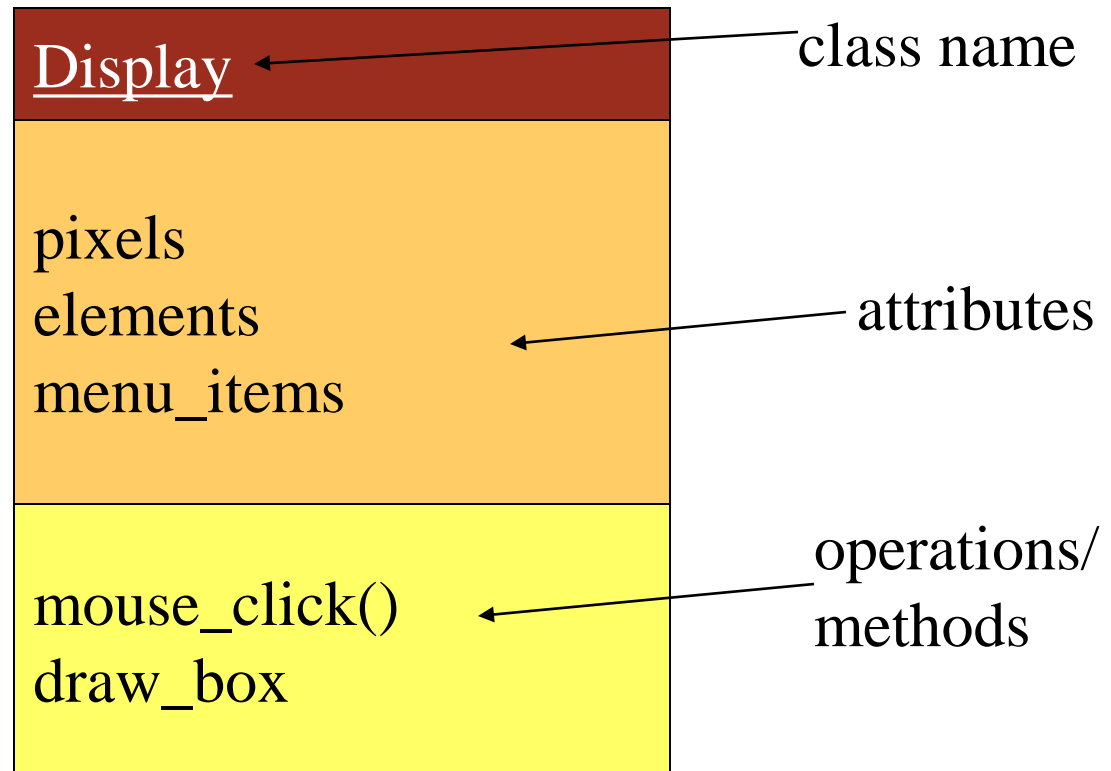 Display
class name
pixels
elements
menu_items
attributes
mouse_click()
draw_box
operations/
methods